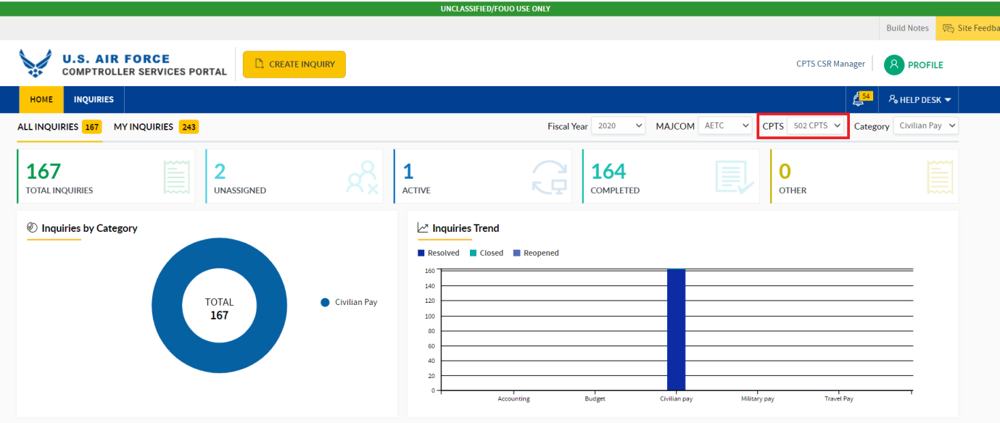 UNCLASSIFIED/FOUO USE ONLY
Build Notes Site Feedba
U.S. AIR FORCE
COMPTROLLER SERVICES PORTAL
CREATE INQUIRY
CPTS CSR Manager
PROFILE
HOME INQUIRIES 54 HELP DESK
ALL INQUIRIES 167 MY INQUIRIES 243 Fiscal Year 2020 MAJCOM AETC CPTS 502 CPTS Category Civilian Pay
167
TOTAL INQUIRIES
2
UNASSIGNED
1
ACTIVE
164
COMPLETED
0
OTHER
Inquiries by Category
TOTAL
167
Civilian Pay
Inquiries Trend
Resolved Closed Reopened
160
140
120
100
80
60
40
20
0
Accounting Budget Civilian pay Military pay Travel Pay